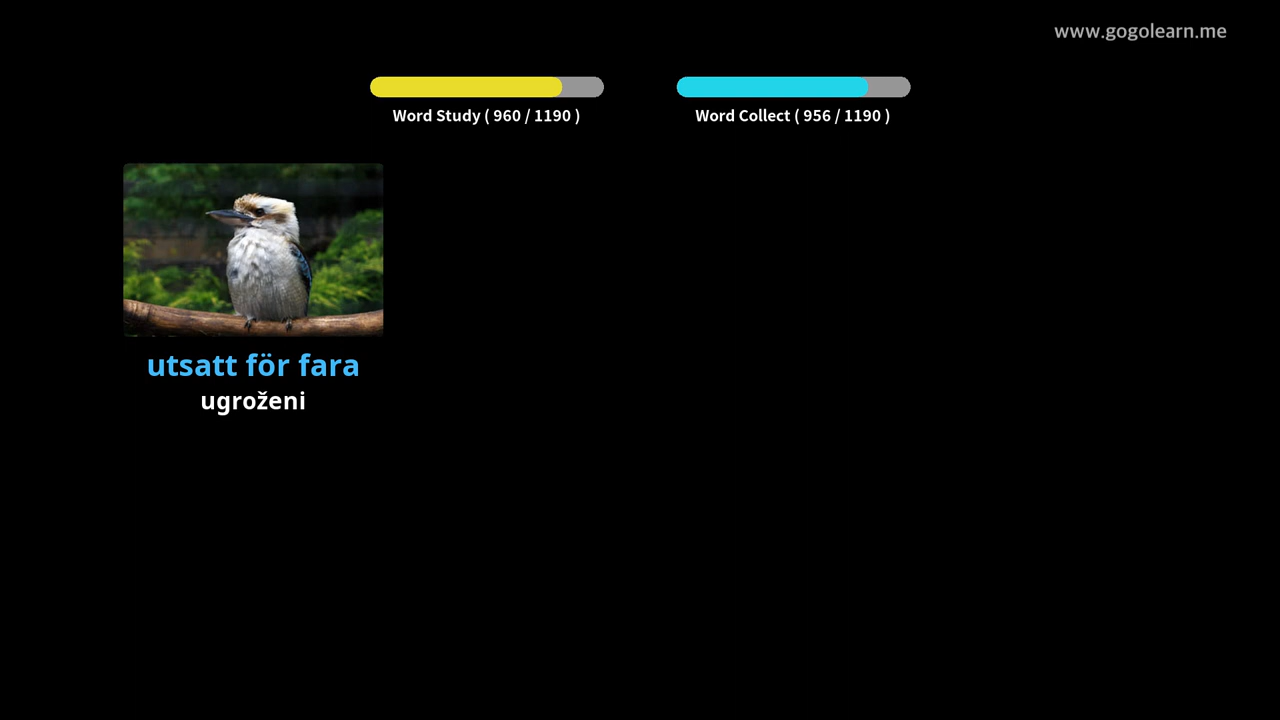 www.gogolearn.me
Word Study ( 960 / 1190 )
Word Collect ( 956 / 1190 )
utsatt för fara
ugroženi